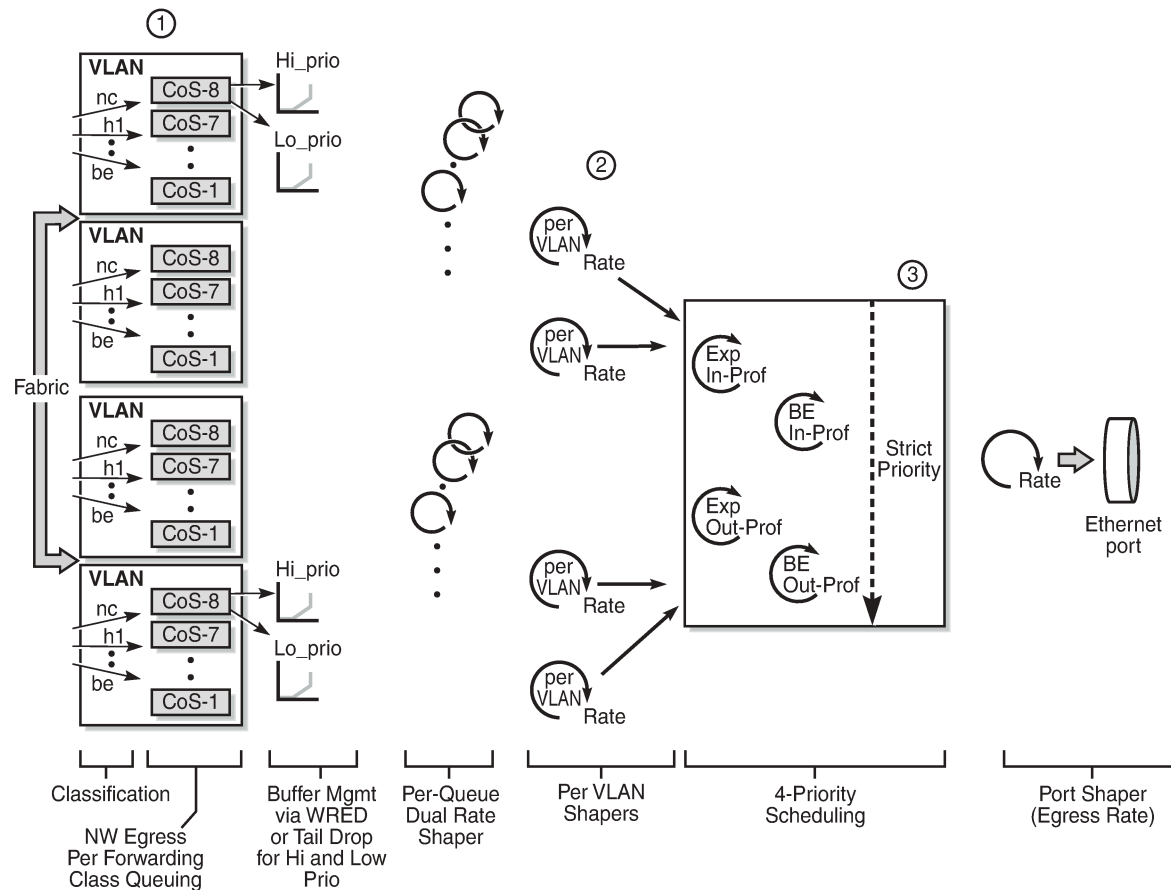 1
VLAN
nc
h1
be
CoS-8
CoS-7
CoS-1
Hi_prio
Lo_prio
VLAN
nc
h1
be
CoS-8
CoS-7
CoS-1
Fabric
VLAN
nc
h1
be
CoS-8
CoS-7
CoS-1
VLAN
nc
h1
be
CoS-8
CoS-7
CoS-1
Hi_prio
Lo_prio
2
per
VLAN
Rate
per
VLAN
Rate
per
VLAN
Rate
per
VLAN
Rate
3
Exp
In-Prof
BE
In-Prof
Exp
Out-Prof
BE
Out-Prof
Strict
Priority
Rate
Ethernet
port
Classification
NW Egress
Per Forwarding
Class Queuing
Buffer Mgmt
via WRED
or Tail Drop
for Hi and Low
Prio
Per-Queue
Dual Rate
Shaper
Per VLAN
Shapers
4-Priority
Scheduling
Port Shaper
(Egress Rate)